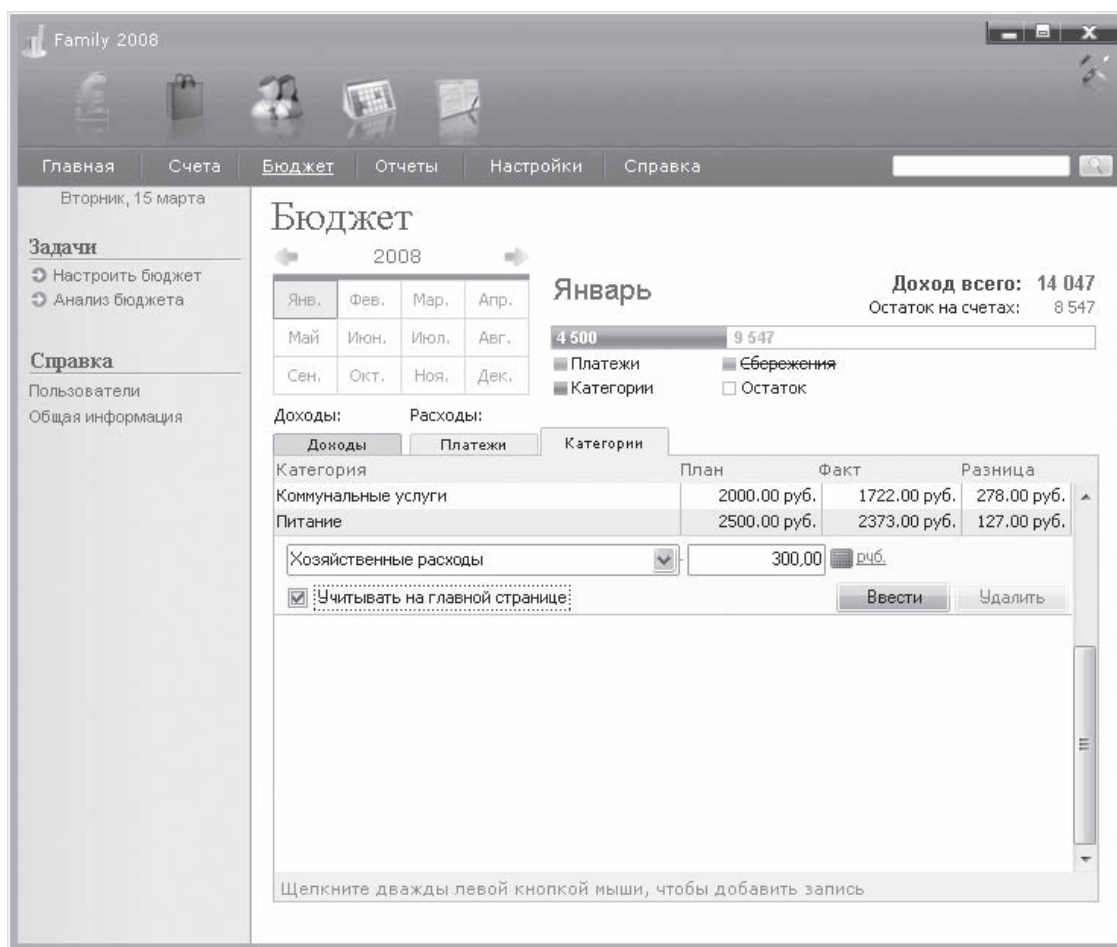 Family 2008
Главная Счета Бюджет Отчеты Настройки Справка
Вторник, 15 марта
Задачи
Настроить бюджет
Анализ бюджета
Справка
Пользователи
Общая информация
Бюджет
2008
Янв. Фев. Мар. Апр.
Май Июн. Июл. Авг.
Сен. Окт. Ноя. Дек.
Январь
Доход всего: 14 047
Остаток на счетах: 8 547
4 500 9 547
Платежи Сбережения
Категории Остаток
Доходы: Расходы:
Доходы Платежи Категории
Категория План Факт Разница
Коммунальные услуги 2000.00 руб. 1722.00 руб. 278.00 руб.
Питание 2500.00 руб. 2373.00 руб. 127.00 руб.
Хозяйственные расходы 300,00 руб.
Учитывать на главной странице Ввести Удалить
Щелкните дважды левой кнопкой мыши, чтобы добавить запись